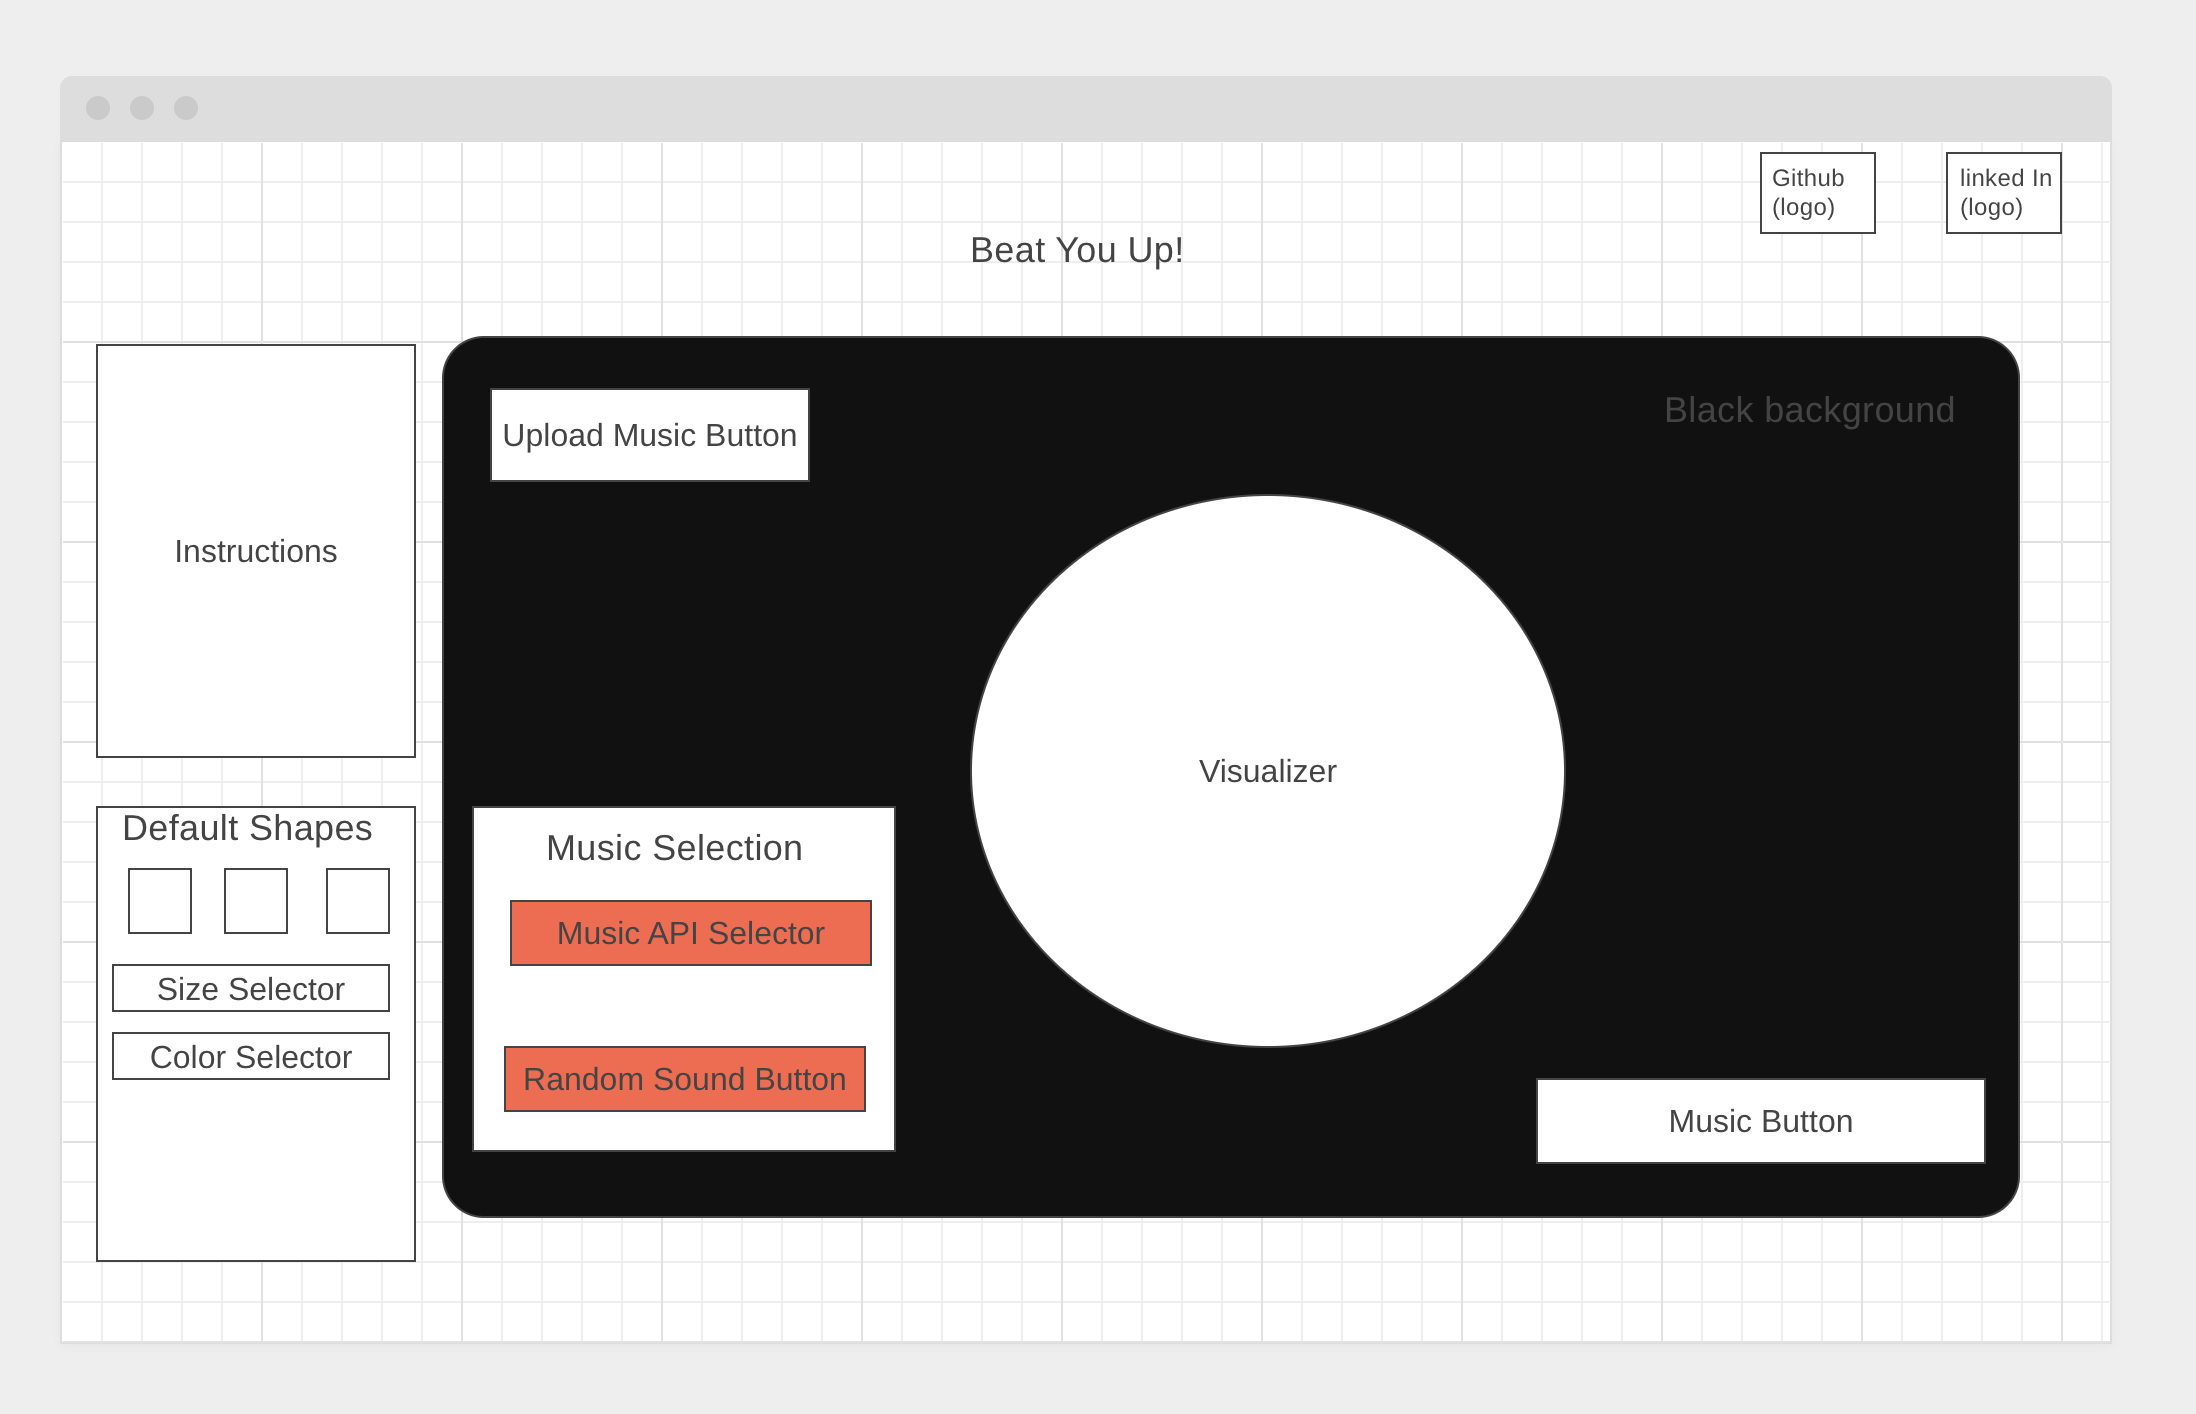 Github
(logo)
linked In
(logo)
Beat You Up!
Instructions
Upload Music Button
Black background
Visualizer
Default Shapes
Size Selector
Color Selector
Music Selection
Music API Selector
Random Sound Button
Music Button